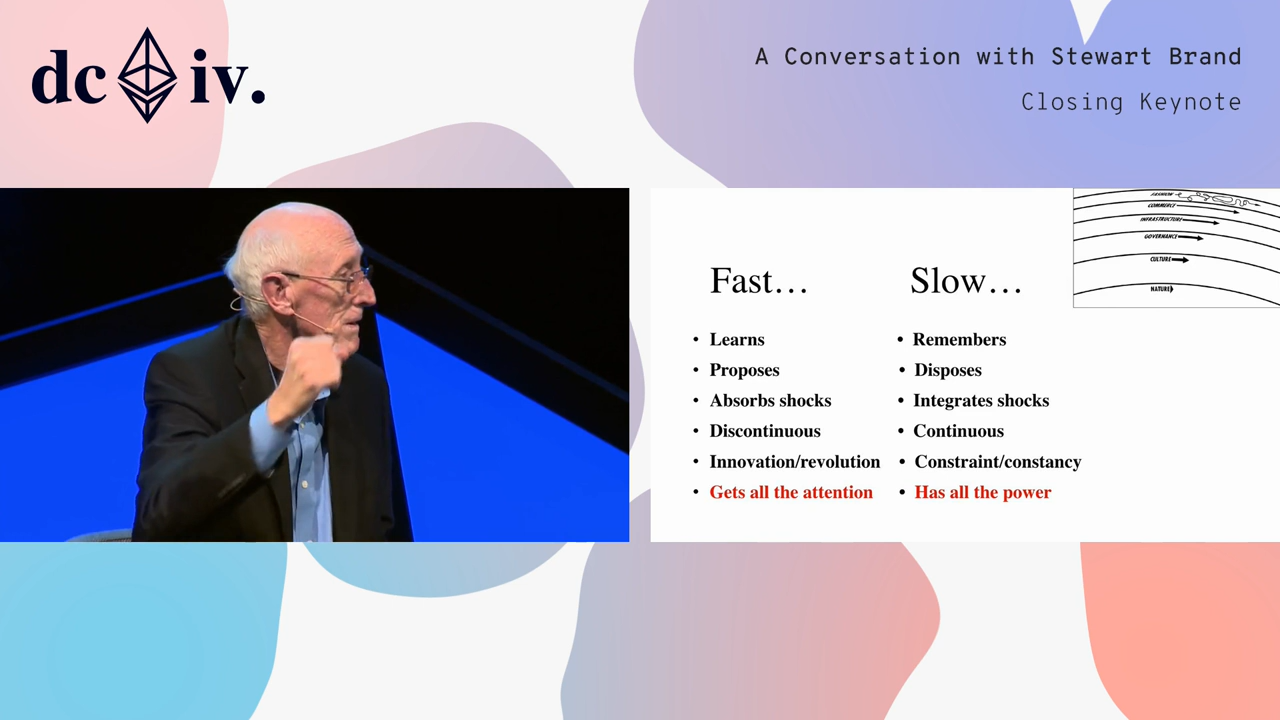 dc iv.
A Conversation with Stewart Brand
Closing Keynote
FASHION
COMMERCE
INFRASTRUCTURE
GOVERNANCE
CULTURE
NATURE
Fast… Slow…
• Learns • Remembers
• Proposes • Disposes
• Absorbs shocks • Integrates shocks
• Discontinuous • Continuous
• Innovation/revolution • Constraint/constancy
• Gets all the attention • Has all the power